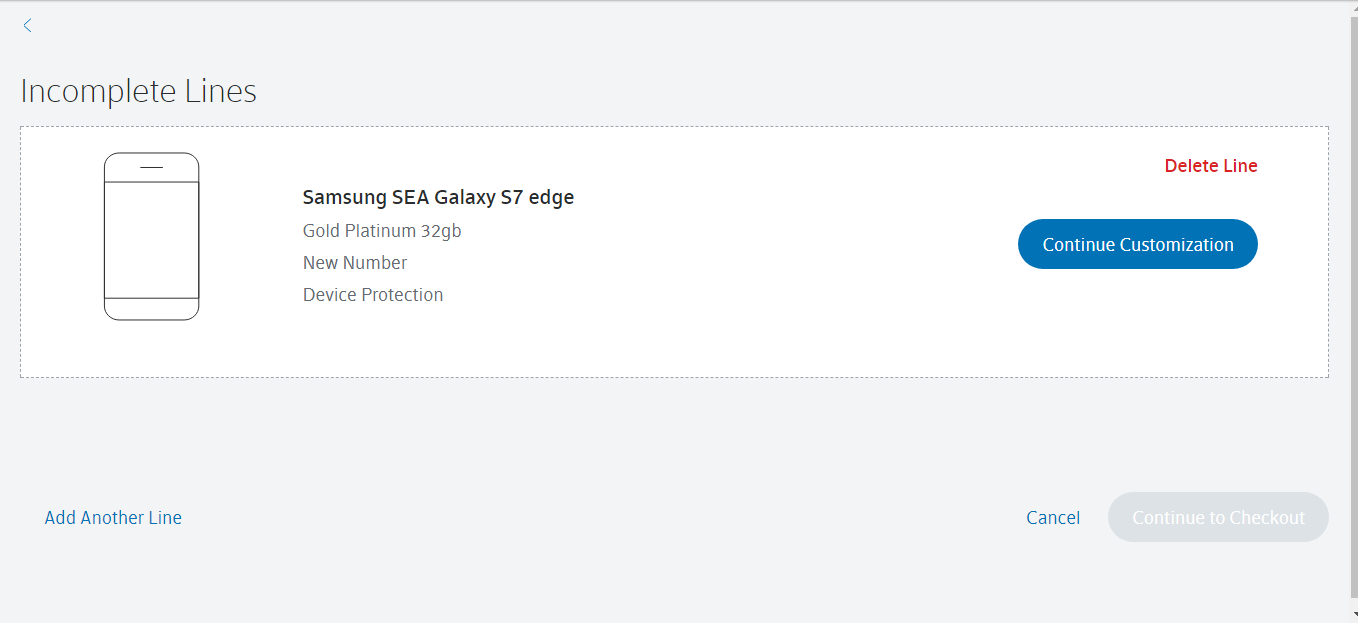 Incomplete Lines
Delete Line
Samsung SEA Galaxy S7 edge
Gold Platinum 32gb
Continue Customization
New Number
Device Protection
Add Another Line
Cancel
Continue to Checkout